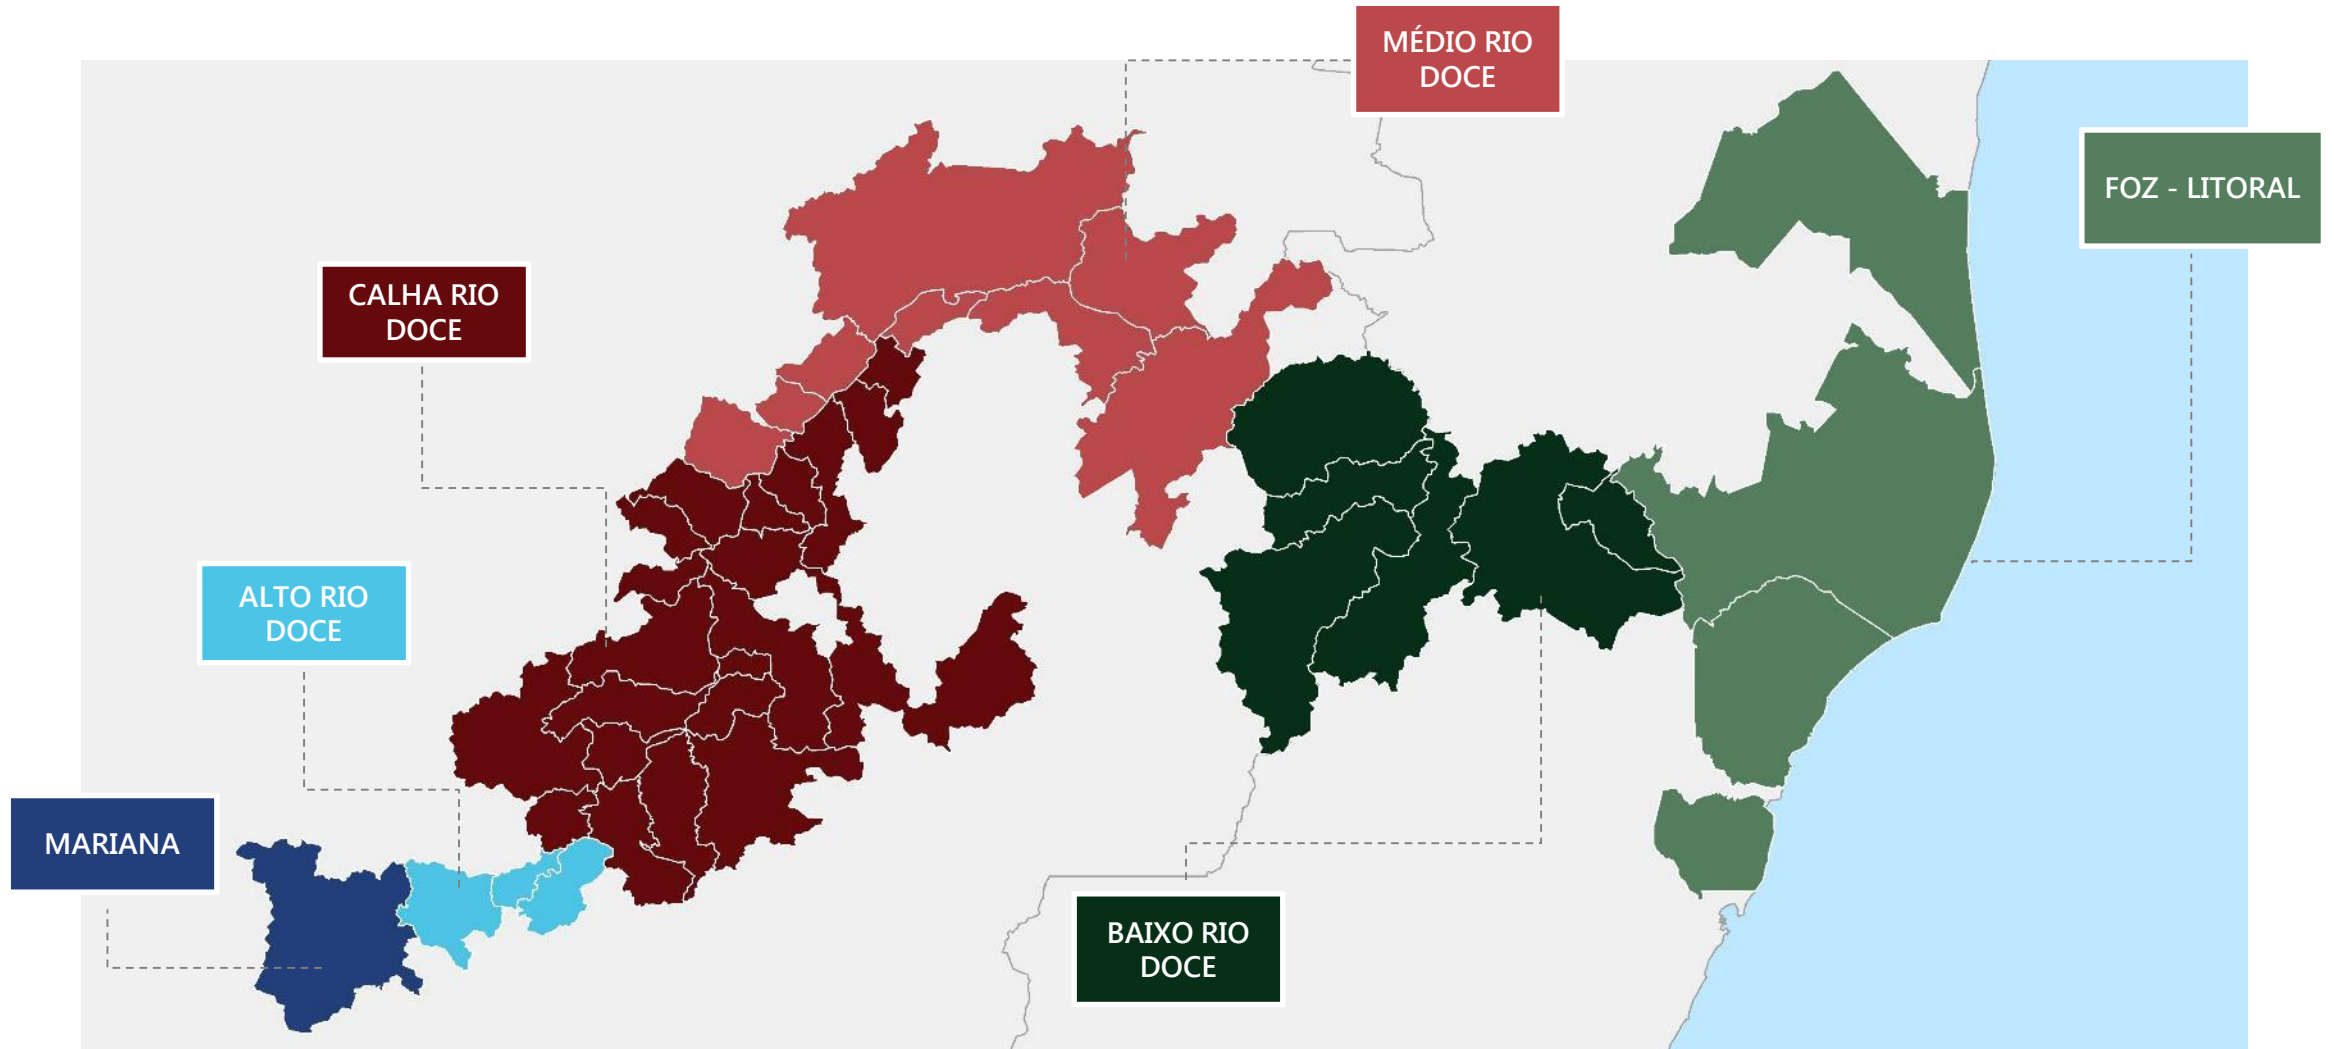 MÉDIO RIO
DOCE
FOZ - LITORAL
CALHA RIO
DOCE
ALTO RIO
DOCE
MARIANA
BAIXO RIO
DOCE